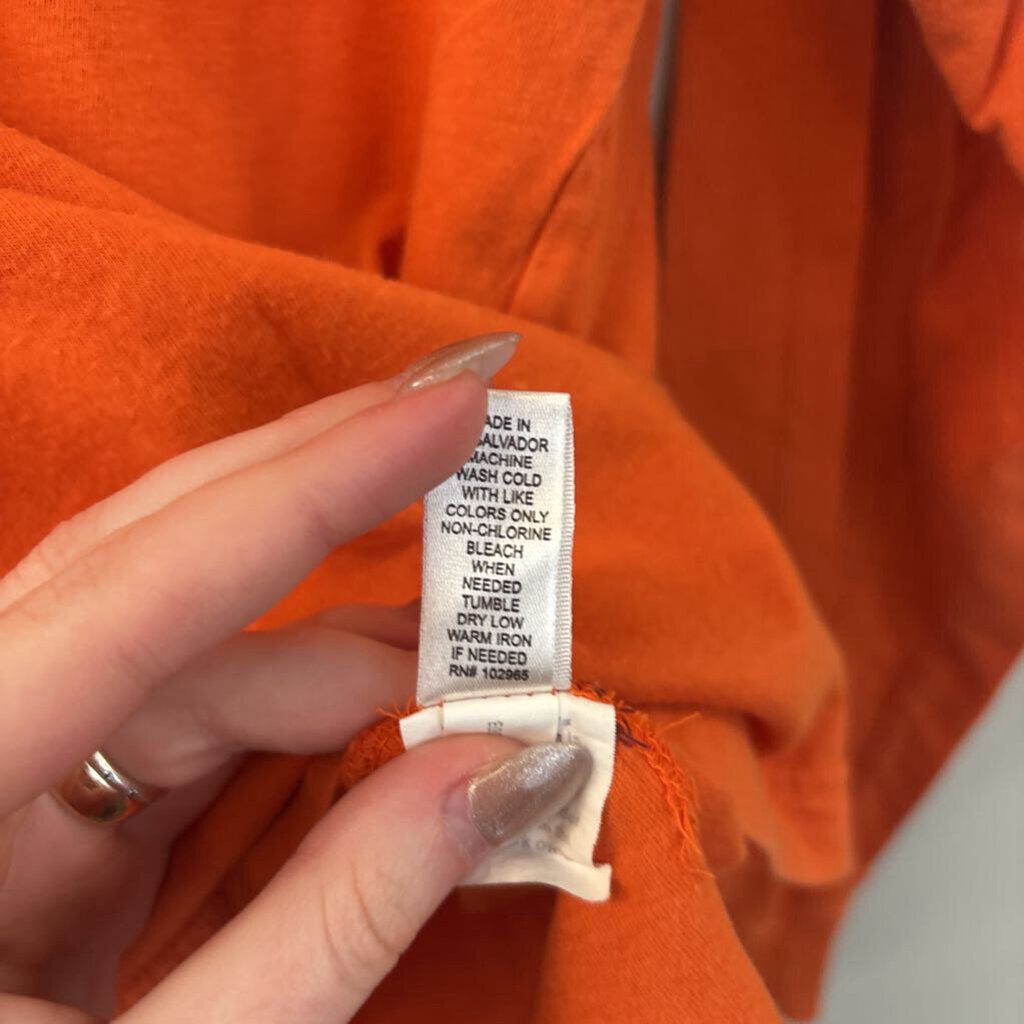 ADE IN
SALVADOR
MACHINE
WASH COLD
WITH LIKE
COLORS ONLY
NON-CHLORINE
BLEACH
WHEN
NEEDED
TUMBLE
DRY LOW
WARM IRON
IF NEEDED
RN# 102965